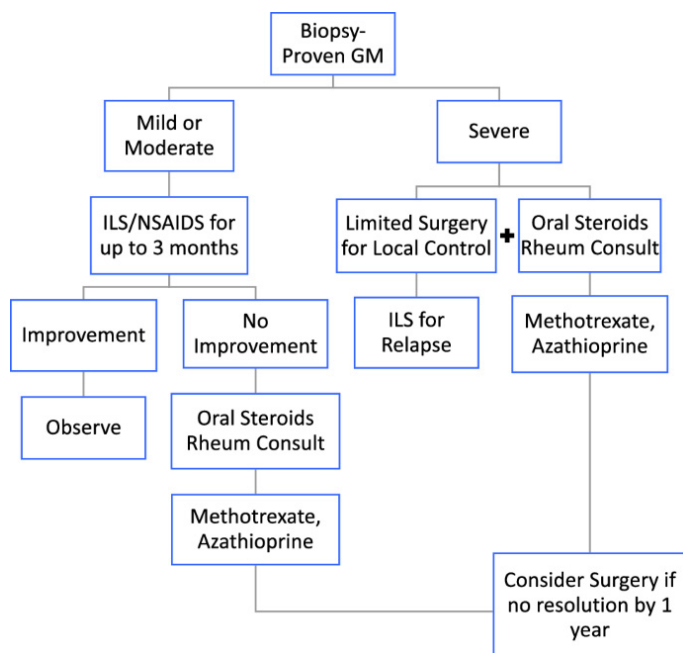 Biopsy-
Proven GM
Mild or
Moderate
Severe
ILS/NSAIDS for
up to 3 months
Limited Surgery
for Local Control
+
Oral Steroids
Rheum Consult
Improvement
No
Improvement
ILS for
Relapse
Methotrexate,
Azathioprine
Observe
Oral Steroids
Rheum Consult
Methotrexate,
Azathioprine
Consider Surgery if
no resolution by 1
year